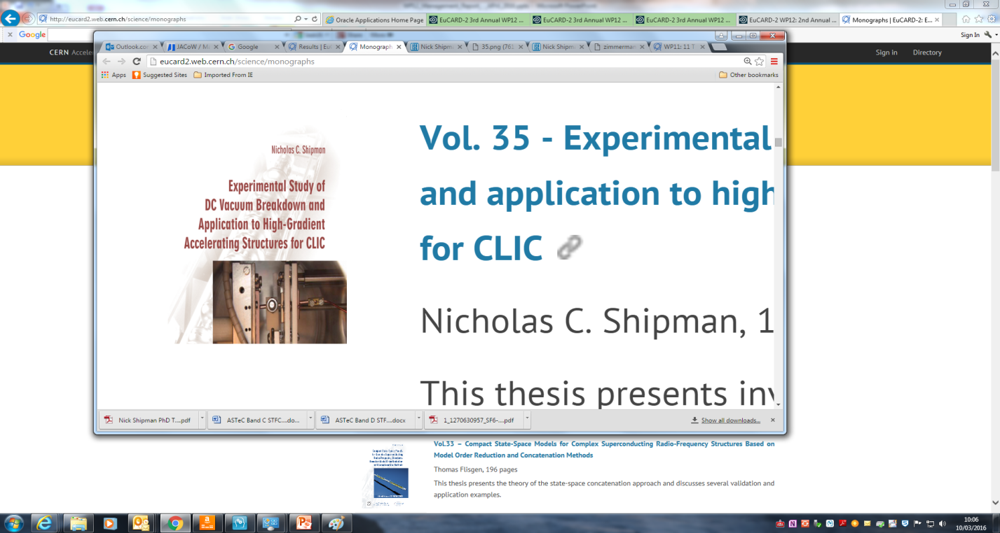 http://eucard2.web.cern.ch/science/monographs
Oracle Applications Home Page
EuCARD-2 3rd Annual WP12 ...
EuCARD-2 3rd Annual WP12 ...
EuCARD-2 3rd Annual WP12 ...
EuCARD-2 WP12: 2nd Annual ...
Monographs | EuCARD-2: E...
Google
Sign In
CERN Accele
Sign in
Directory
Outlook.co
JACoW / M
Google
Results | Eu
Monograph
Nick Shipm
35.png (761
Nick Shipm
zimmerman
WP11: 11 T
eucard2.web.cern.ch/science/monographs
Apps
Suggested Sites
Imported From IE
Other bookmarks
Nicholas C. Shipman
Experimental Study of
DC Vacuum Breakdown and
Application to High-Gradient
Accelerating Structures for CLIC
Vol. 35 - Experimental
and application to high
for CLIC
Nicholas C. Shipman, 1
This thesis presents inv
Nick Shipman PhD T....pdf
ASTeC Band C STFC....do...
ASTeC Band D STF....docx
1_1270630957_SF6-....pdf
Show all downloads...
Vol.33 – Compact State-Space Models for Complex Superconducting Radio-Frequency Structures Based on
Model Order Reduction and Concatenation Methods
Thomas Flisgen, 196 pages
This thesis presents the theory of the state-space concatenation approach and discusses several validation and
application examples.
10:06
10/03/2016